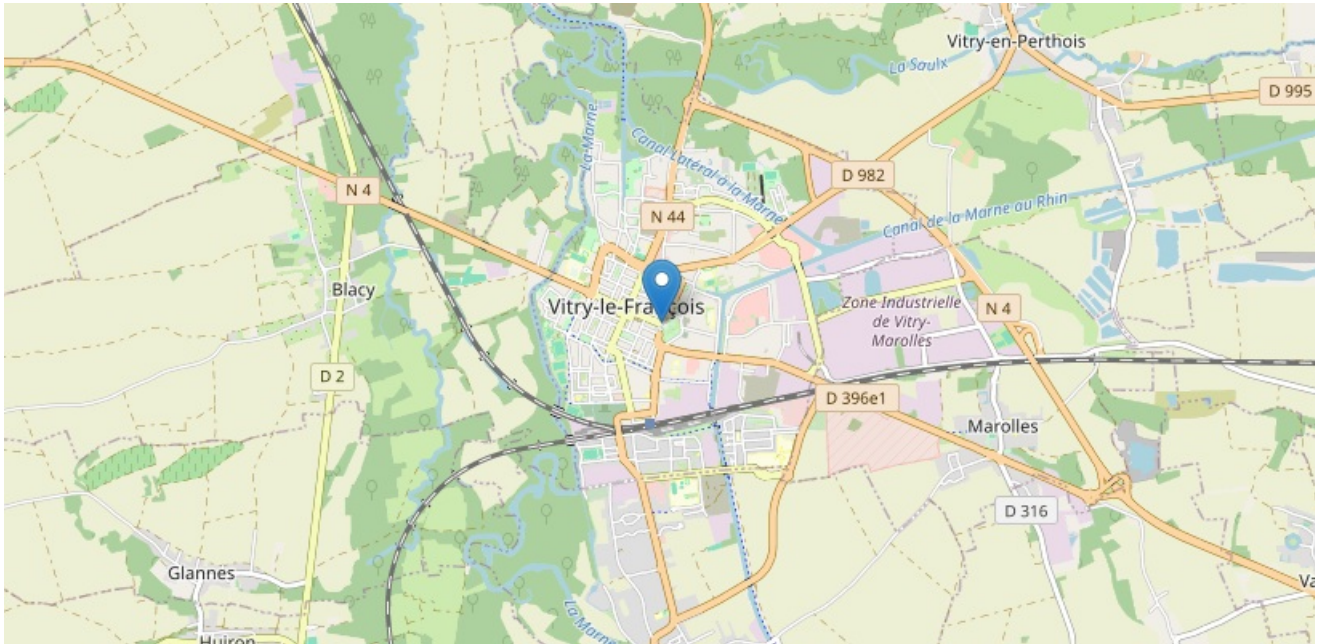 Vitry-en-Perthois
La Saulx
D 995
La Marne
Canal Latéral à la Marne
D 982
N 4
N 44
Canal de la Marne au Rhin
Blacy
Vitry-le-François
Zone Industrielle
de Vitry-
Marolles
N 4
D 2
D 396e1
Marolles
D 316
Glannes
Va
La Marne
Huiron